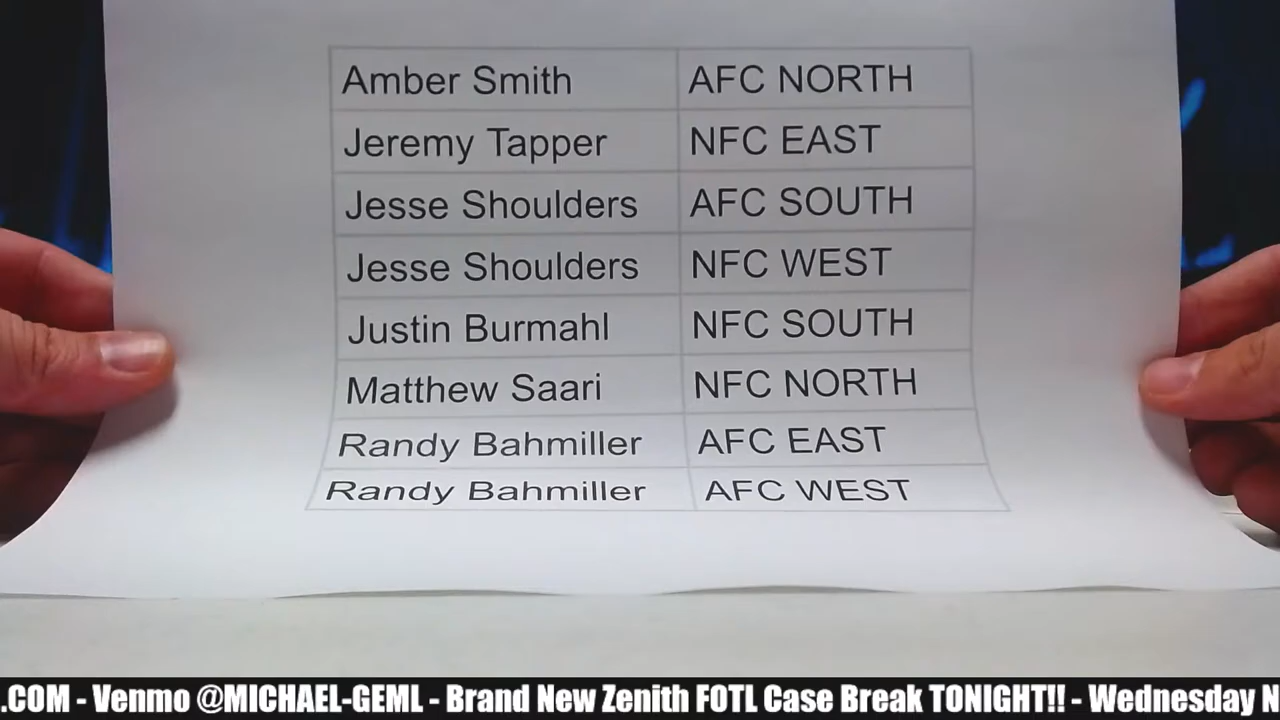 Amber Smith AFC NORTH
Jeremy Tapper NFC EAST
Jesse Shoulders AFC SOUTH
Jesse Shoulders NFC WEST
Justin Burmahl NFC SOUTH
Matthew Saari NFC NORTH
Randy Bahmiller AFC EAST
Randy Bahmiller AFC WEST
.COM - Venmo @MICHAEL-GEML - Brand New Zenith FOTL Case Break TONIGHT!! - Wednesday N